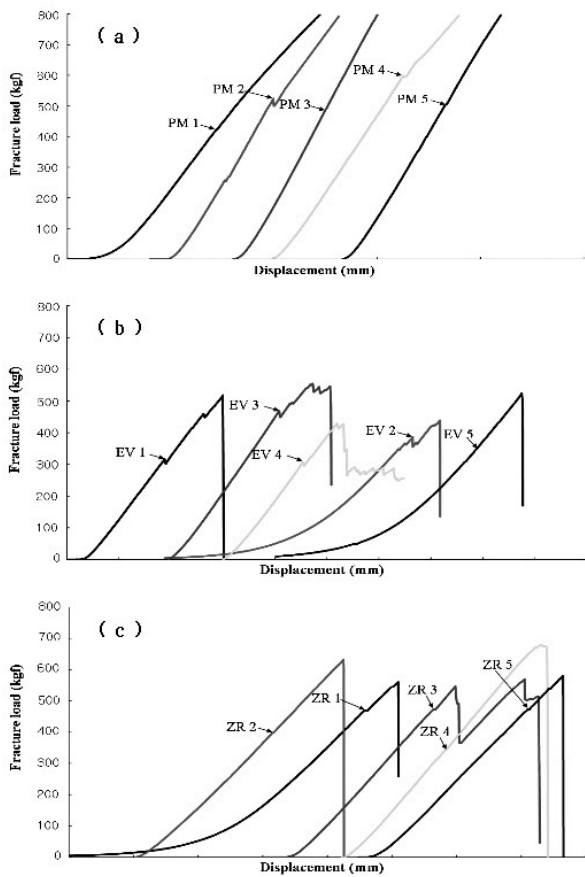 ( a )
800
700
600
500
400
300
200
100
0
Fracture load (kgf)
PM 1
PM 2
PM 3
PM 4
PM 5
Displacement (mm)
( b )
800
700
600
500
400
300
200
100
0
Fracture load (kgf)
EV 1
EV 3
EV 4
EV 2
EV 5
Displacement (mm)
( c )
800
700
600
500
400
300
200
100
0
Fracture load (kgf)
ZR 2
ZR 1
ZR 3
ZR 4
ZR 5
Displacement (mm)